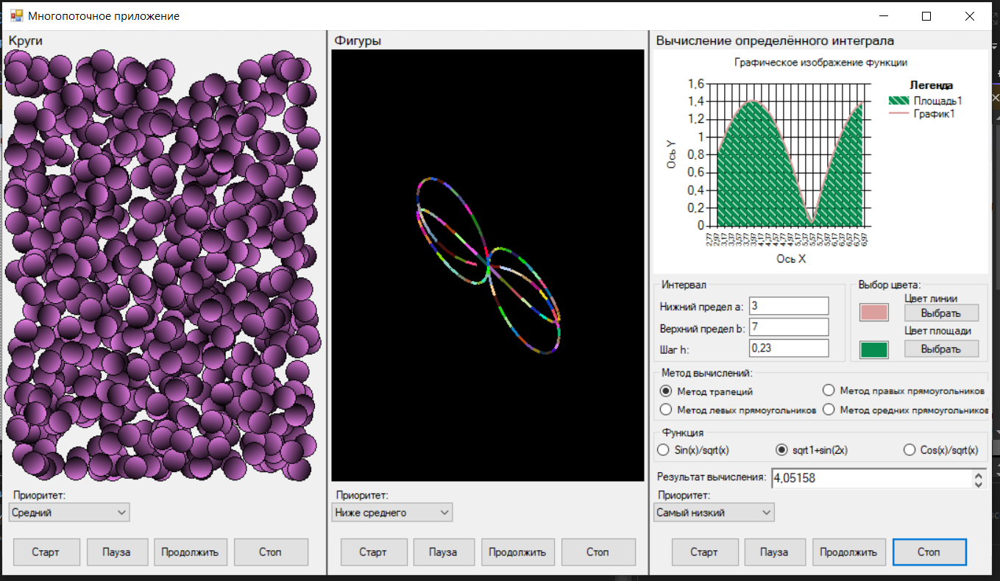 Многопоточное приложение
Круги
Приоритет:
Средний
Старт Пауза Продолжить Стоп
Фигуры
Приоритет:
Ниже среднего
Старт Пауза Продолжить Стоп
Вычисление определённого интеграла
Графическое изображение функции
Легенда
Площадь1
График1
Ось Y
1,6
1,4
1,2
1
0,8
0,6
0,4
0,2
0
2,77 2,97 3,17 3,37 3,57 3,77 3,97 4,17 4,37 4,57 4,77 4,97 5,17 5,37 5,57 5,77 5,97 6,17 6,37 6,57 6,77 6,97
Ось X
Интервал
Нижний предел a: 3
Верхний предел b: 7
Шаг h: 0,23
Выбор цвета:
Цвет линии
Выбрать
Цвет площади
Выбрать
Метод вычислений:
Метод трапеций Метод правых прямоугольников
Метод левых прямоугольников Метод средних прямоугольников
Функция
Sin(x)/sqrt(x) sqrt1+sin(2x) Cos(x)/sqrt(x)
Результат вычисления: 4,05158
Приоритет:
Самый низкий
Старт Пауза Продолжить Стоп